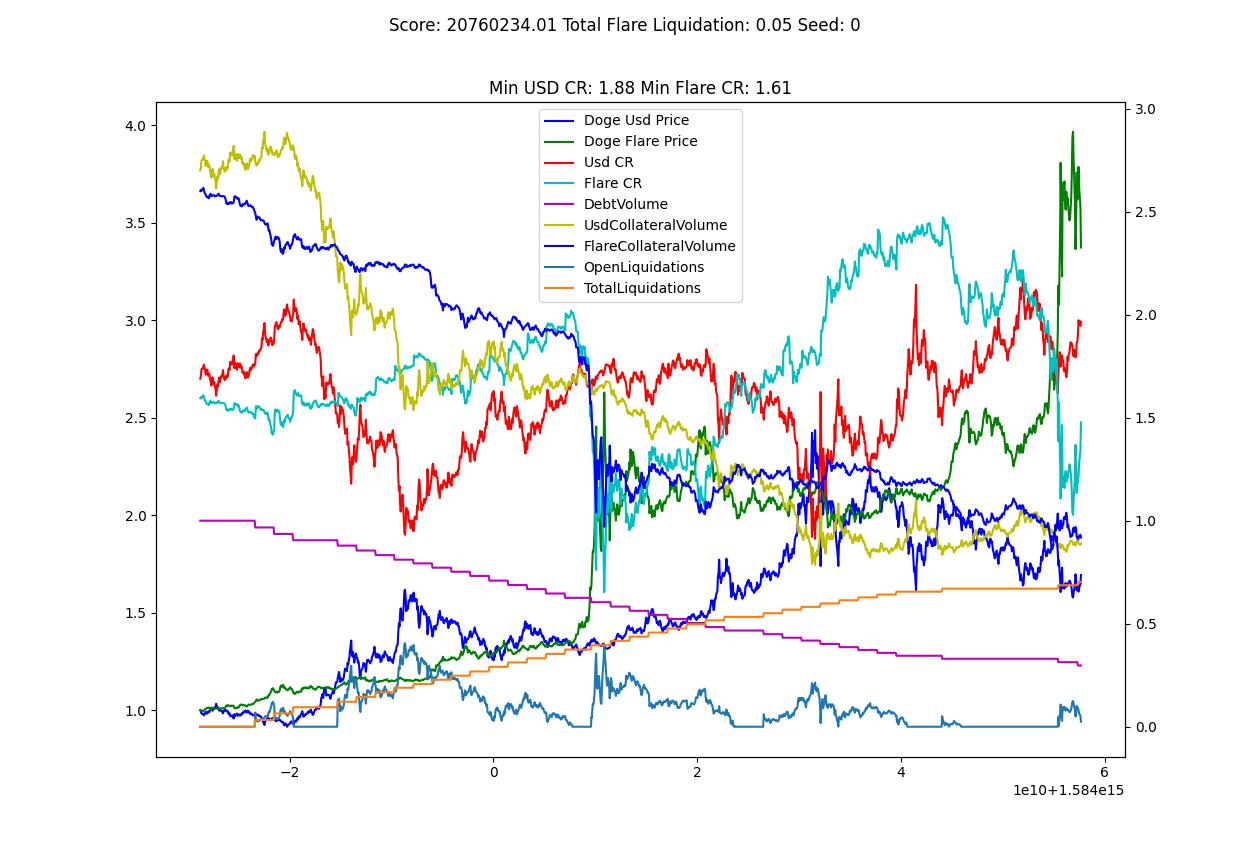 Score: 20760234.01 Total Flare Liquidation: 0.05 Seed: 0
Min USD CR: 1.88 Min Flare CR: 1.61
Doge Usd Price
Doge Flare Price
Usd CR
Flare CR
DebtVolume
UsdCollateralVolume
FlareCollateralVolume
OpenLiquidations
TotalLiquidations
4.0
3.5
3.0
2.5
2.0
1.5
1.0
3.0
2.5
2.0
1.5
1.0
0.5
0.0
−2 0 2 4 6
1e10+1.584e15